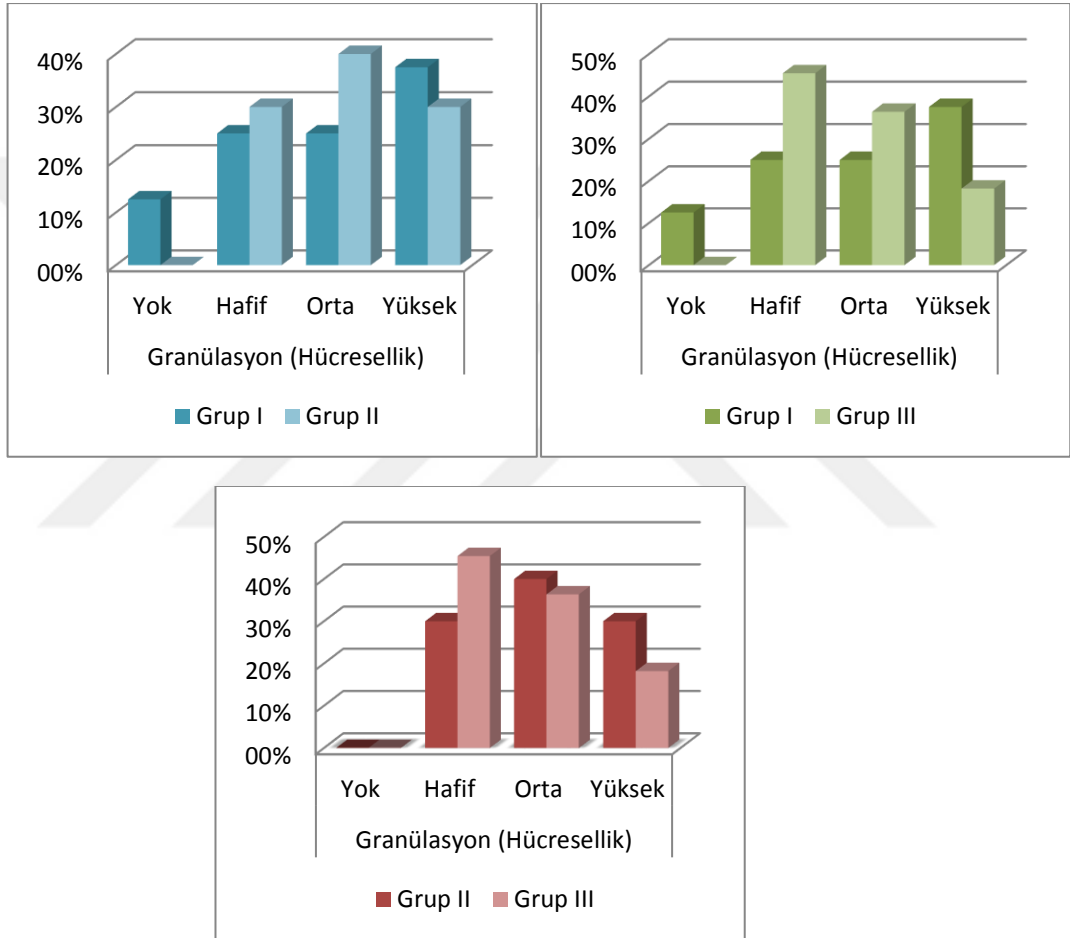 40%
30%
20%
10%
00%
Yok Hafif Orta Yüksek
Granülasyon (Hücresellik)
Grup I Grup II
50%
40%
30%
20%
10%
00%
Yok Hafif Orta Yüksek
Granülasyon (Hücresellik)
Grup I Grup III
50%
40%
30%
20%
10%
00%
Yok Hafif Orta Yüksek
Granülasyon (Hücresellik)
Grup II Grup III